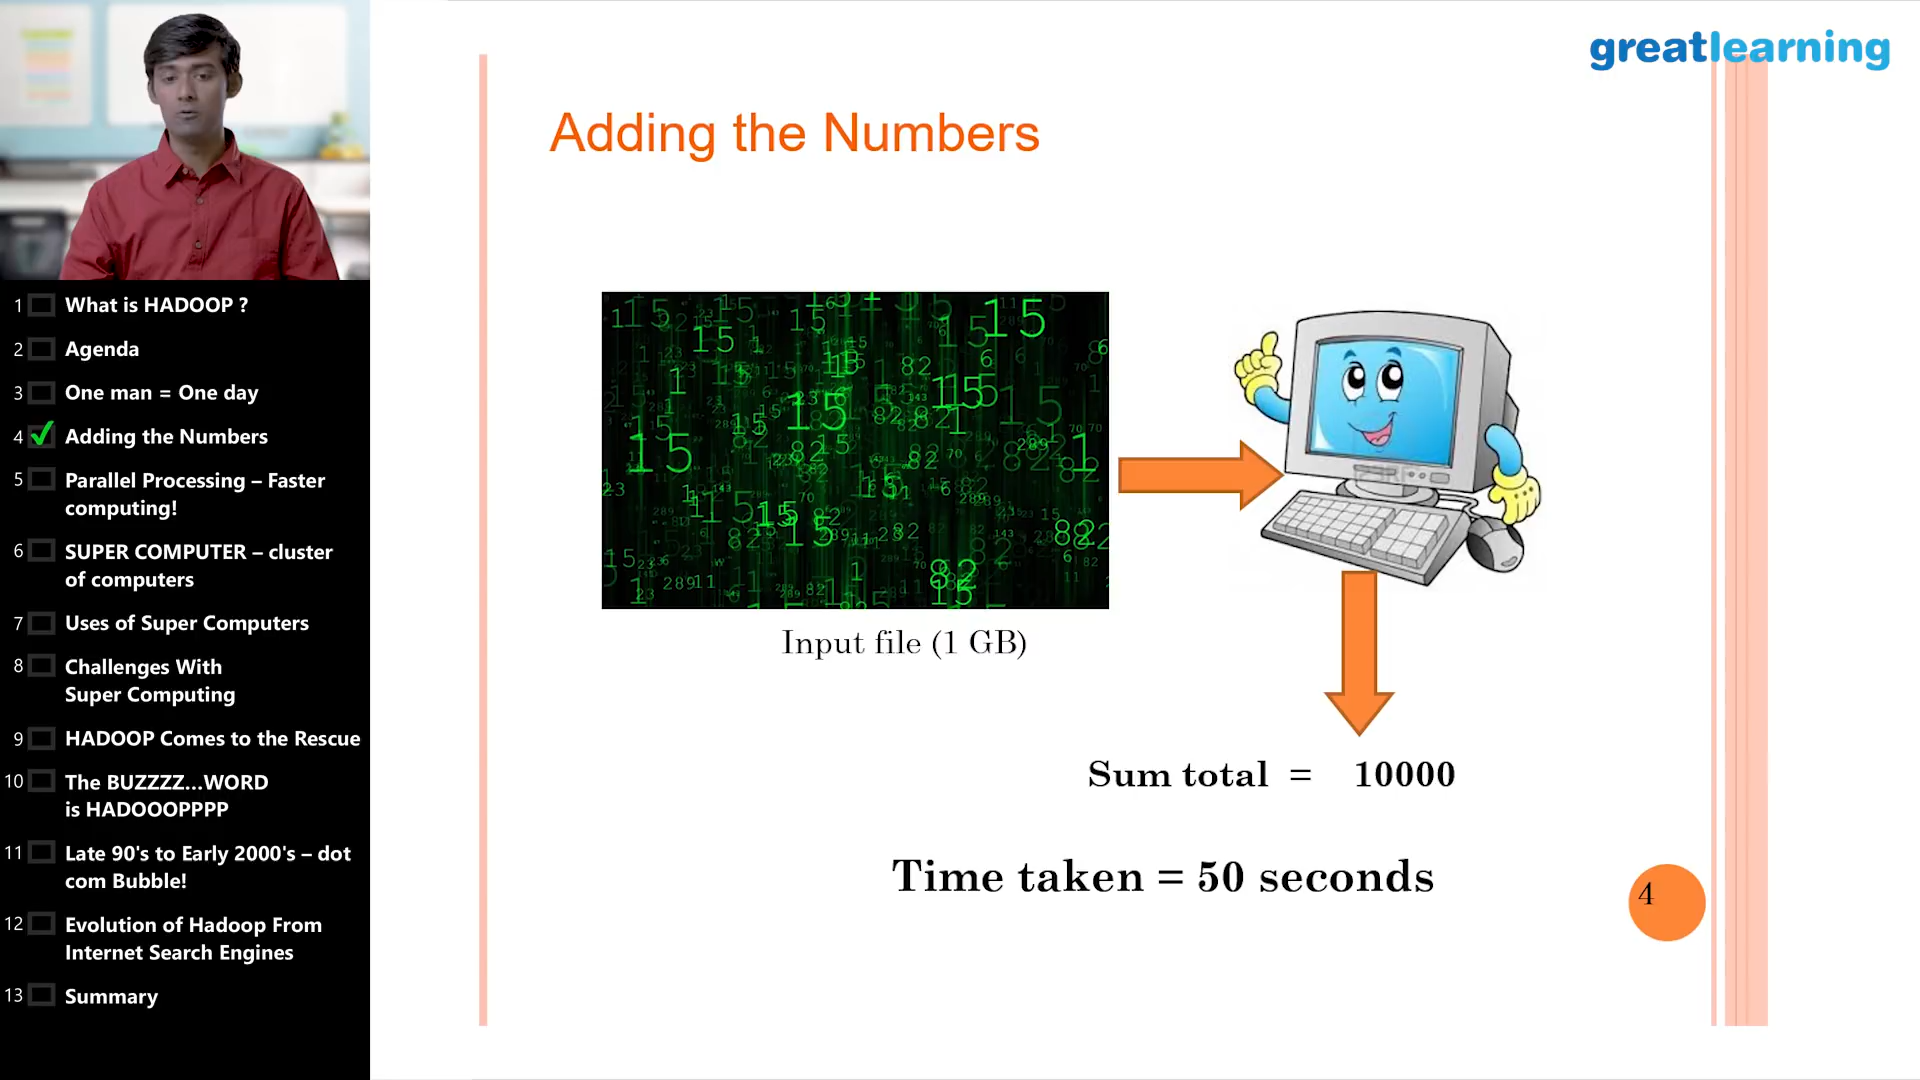 greatlearning
Adding the Numbers
Input file (1 GB)
Sum total = 10000
Time taken = 50 seconds
4
1 What is HADOOP ?
2 Agenda
3 One man = One day
4 Adding the Numbers
5 Parallel Processing – Faster
computing!
6 SUPER COMPUTER – cluster
of computers
7 Uses of Super Computers
8 Challenges With
Super Computing
9 HADOOP Comes to the Rescue
10 The BUZZZZ...WORD
is HADOOOPPPP
11 Late 90's to Early 2000's – dot
com Bubble!
12 Evolution of Hadoop From
Internet Search Engines
13 Summary